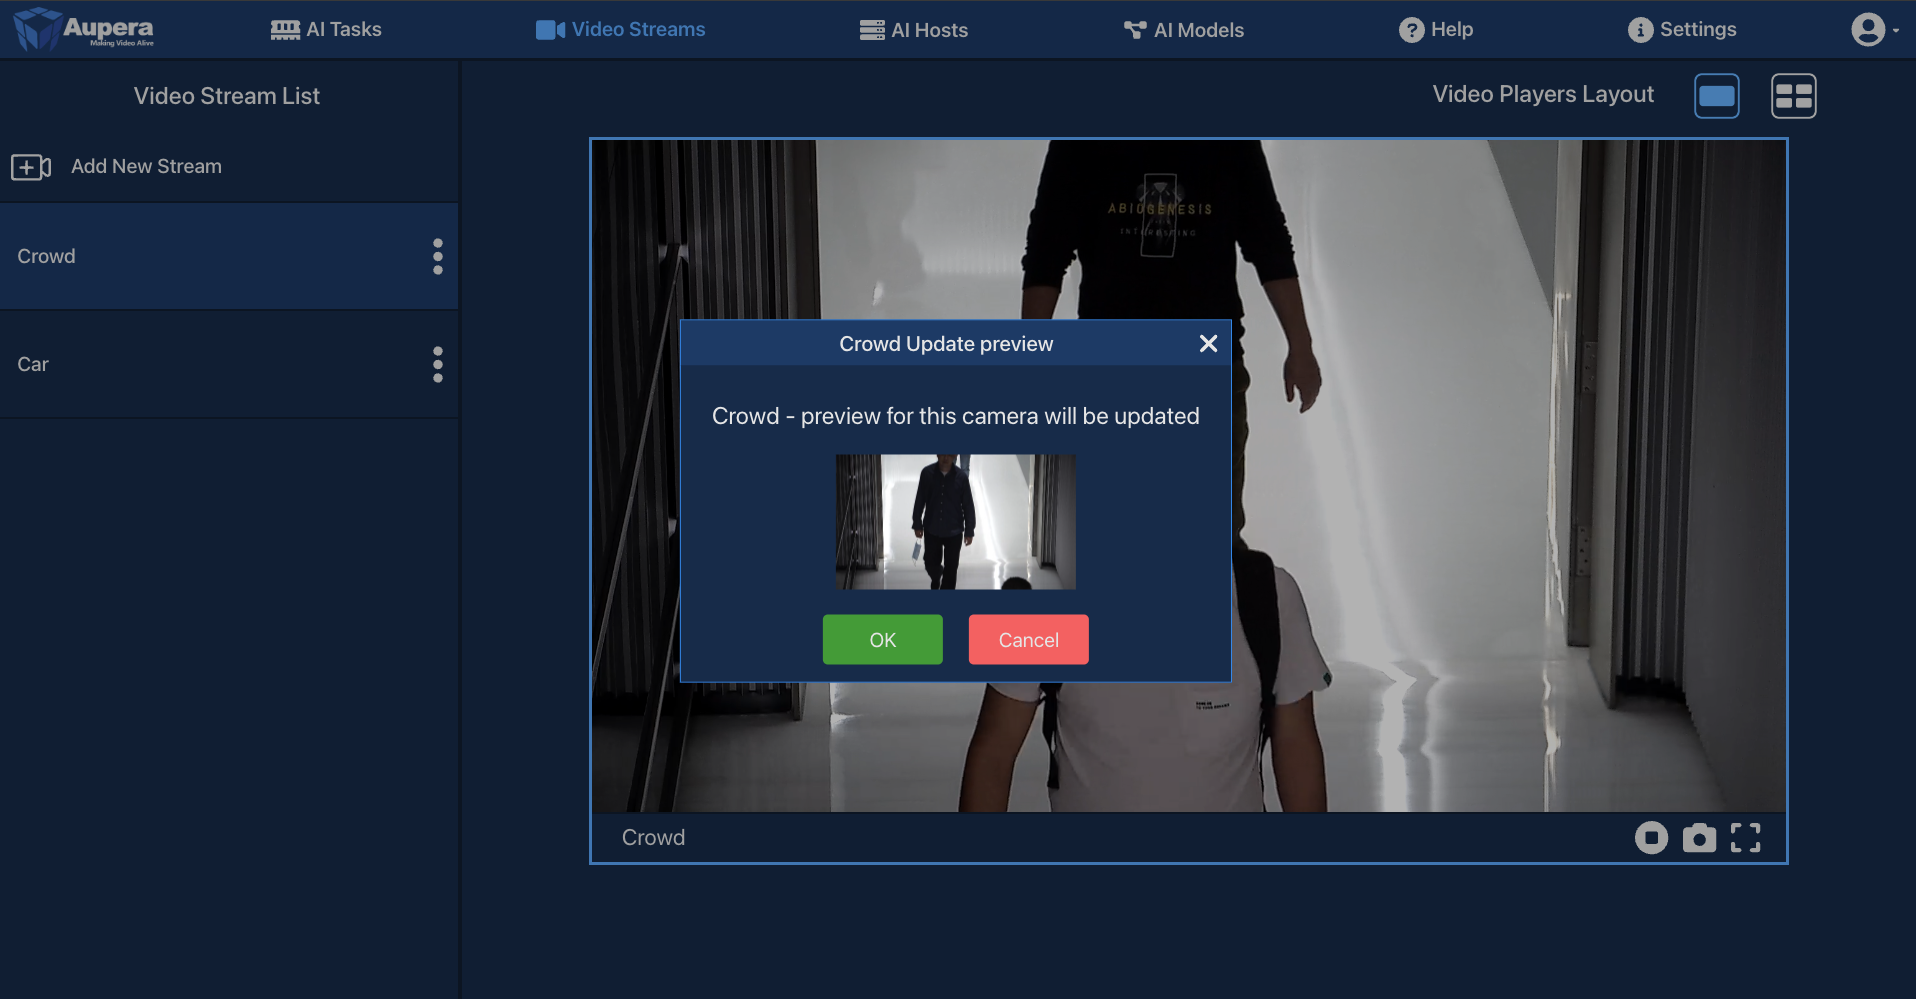 Aupera
Making Video Alive
AI Tasks
Video Streams
AI Hosts
AI Models
Help
Settings
Video Stream List
Video Players Layout
Add New Stream
Crowd
Car
ABIOGENESIS
INTERESTING
Crowd Update preview
Crowd - preview for this camera will be updated
OK
Cancel
Crowd